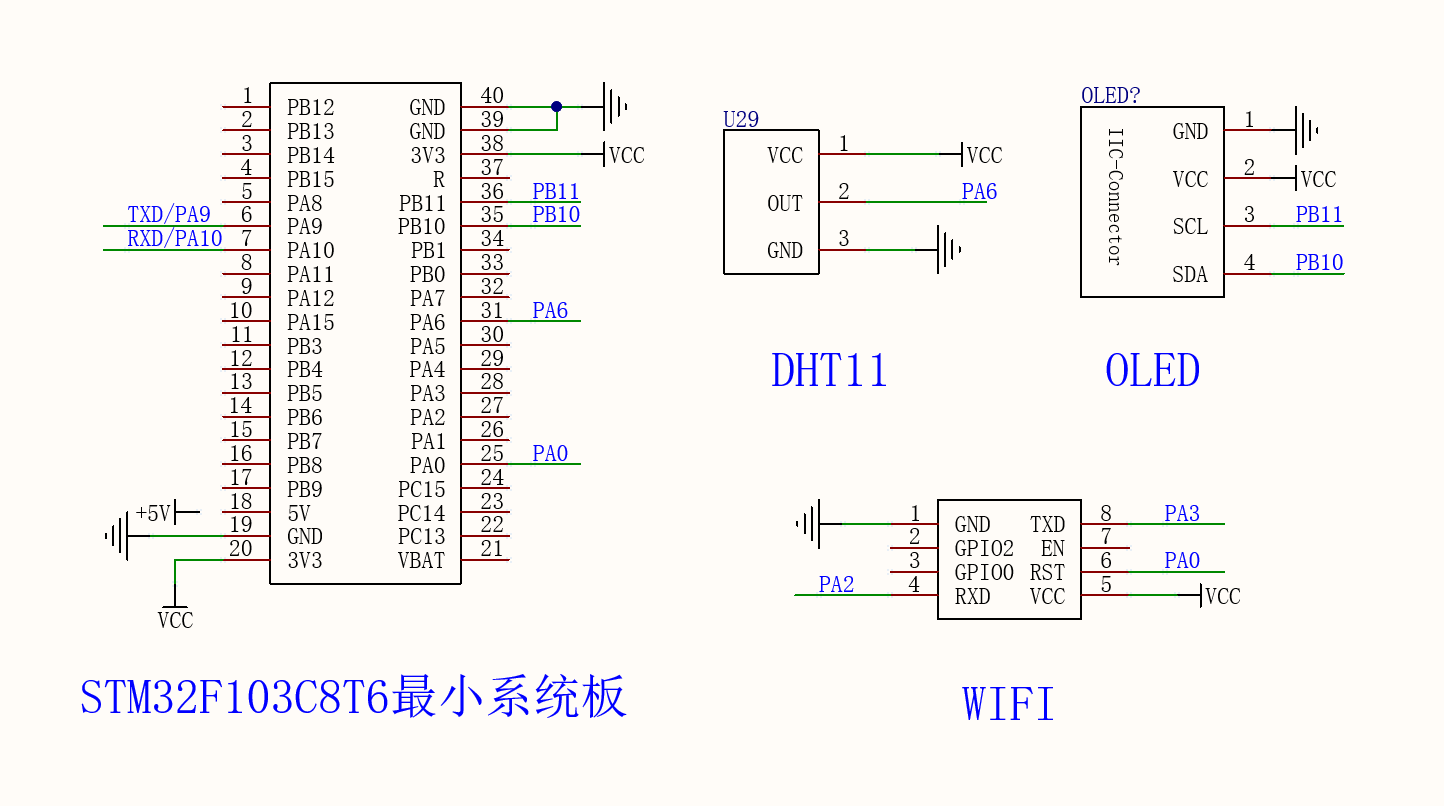 1 PB12 GND 40
2 PB13 GND 39
3 PB14 3V3 38 VCC
4 PB15 R 37
5 PA8 PB11 36 PB11
TXD/PA9 6 PA9 PB10 35 PB10
RXD/PA10 7 PA10 PB1 34
8 PA11 PB0 33
9 PA12 PA7 32
10 PA15 PA6 31 PA6
11 PB3 PA5 30
12 PB4 PA4 29
13 PB5 PA3 28
14 PB6 PA2 27
15 PB7 PA1 26
16 PB8 PA0 25 PA0
17 PB9 PC15 24
+5V 18 5V PC14 23
19 GND PC13 22
20 3V3 VBAT 21
VCC
STM32F103C8T6最小系统板
U29
VCC 1 VCC
OUT 2 PA6
GND 3
DHT11
OLED?
IIC-Connector
GND 1
VCC 2 VCC
SCL 3 PB11
SDA 4 PB10
OLED
1 GND TXD 8 PA3
2 GPIO2 EN 7
3 GPIO0 RST 6 PA0
PA2 4 RXD VCC 5 VCC
WIFI